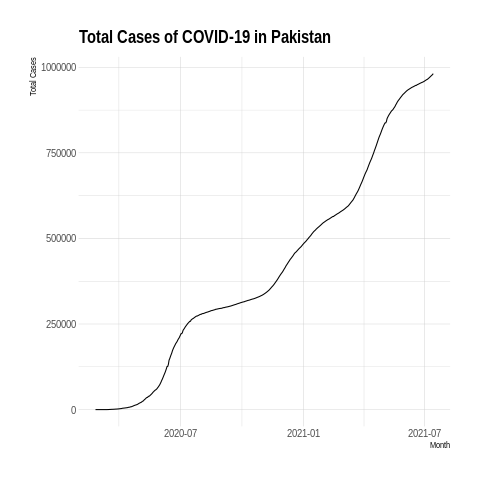 Total Cases of COVID-19 in Pakistan
Total Cases
1000000
750000
500000
250000
0
2020-07
2021-01
2021-07
Month